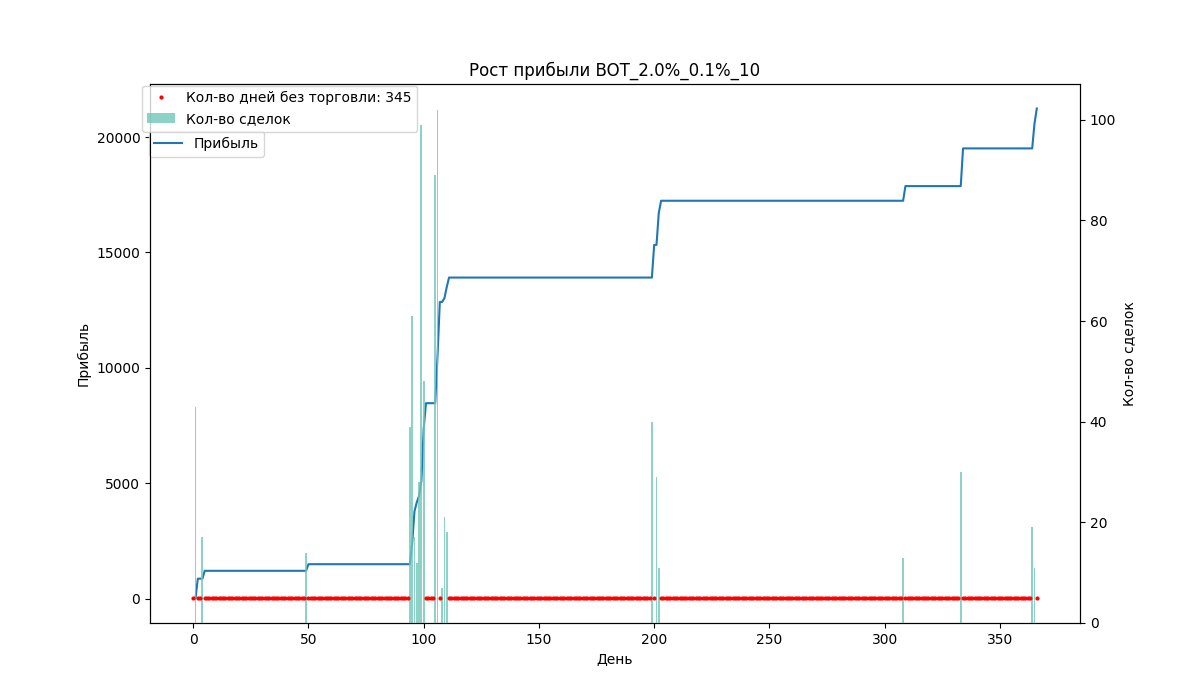 Рост прибыли BOT_2.0%_0.1%_10
Кол-во дней без торговли: 345
Кол-во сделок
Прибыль
20000
15000
10000
5000
0
Прибыль
100
80
60
40
20
0
Кол-во сделок
0 50 100 150 200 250 300 350
День